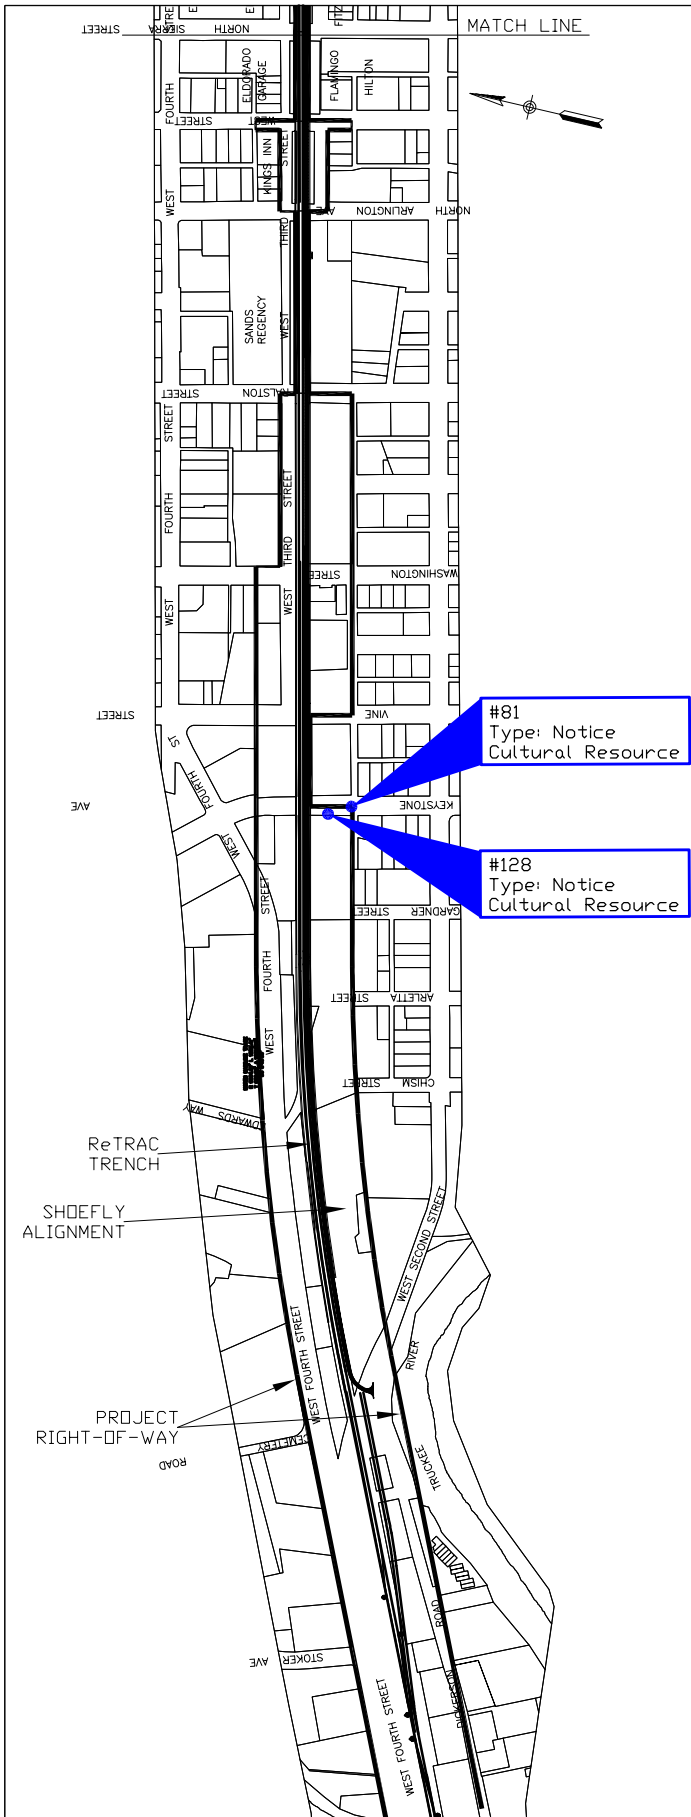 MATCH LINE
NORTH SIERRA STREET
FITZ
ELDORADO
GARAGE
FLAMINGO
HILTON
FOURTH
WEST STREET
KINGS INN
STREET
WEST
NORTH ARLINGTON AVE
THIRD
SANDS
REGENCY
WEST
RALSTON STREET
STREET
STREET
FOURTH
THIRD
WASHINGTON STREE
WEST
WEST
#81
Type: Notice
Cultural Resource
VINE
STREET
ST
FOURTH
WEST
KEYSTONE
AVE
#128
Type: Notice
Cultural Resource
STREET
GARDNER STREET
FOURTH
ARLETTA STREET
WEST
CHISM STREET
EDWARDS WAY
ReTRAC
TRENCH
SHOEFLY
ALIGNMENT
WEST SECOND STREET
WEST FOURTH STREET
RIVER
PROJECT
RIGHT-OF-WAY
CEMETERY
ROAD
TRUCKEE
ROAD
STOKER AVE
DICKERSON
WEST FOURTH STREET